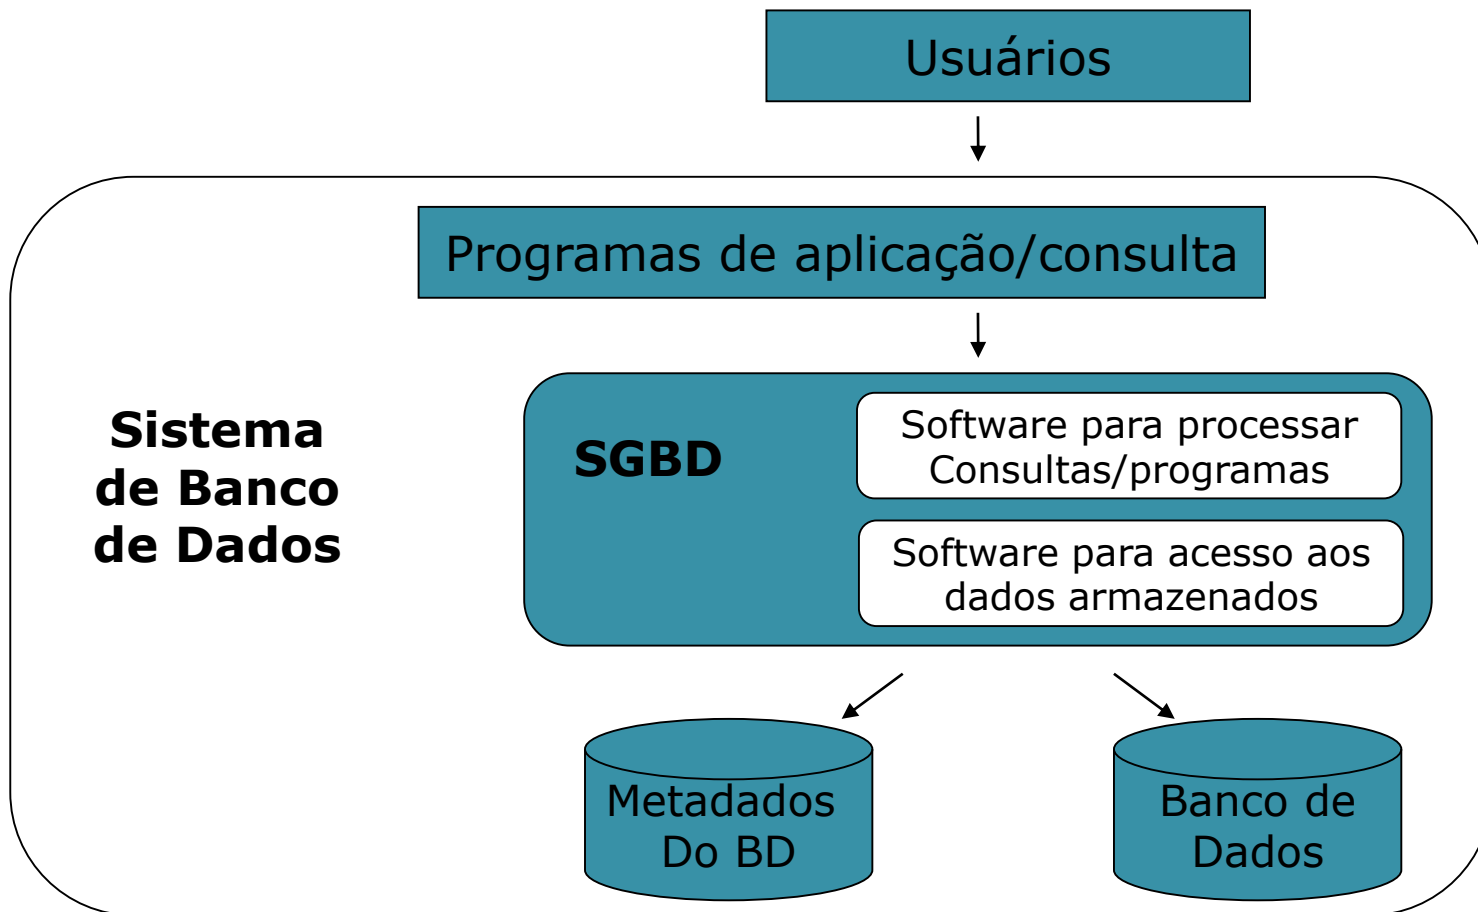 Usuários
Programas de aplicação/consulta
Sistema
de Banco
de Dados
SGBD
Software para processar
Consultas/programas
Software para acesso aos
dados armazenados
Metadados
Do BD
Banco de
Dados